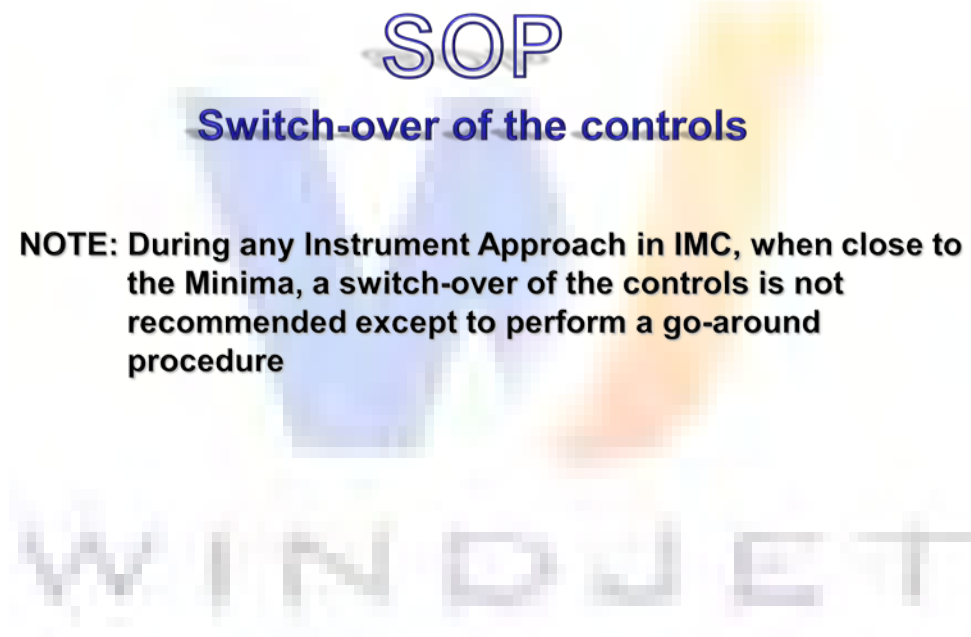 SOP
Switch-over of the controls
NOTE: During any Instrument Approach in IMC, when close to
the Minima, a switch-over of the controls is not
recommended except to perform a go-around
procedure
WINDJET